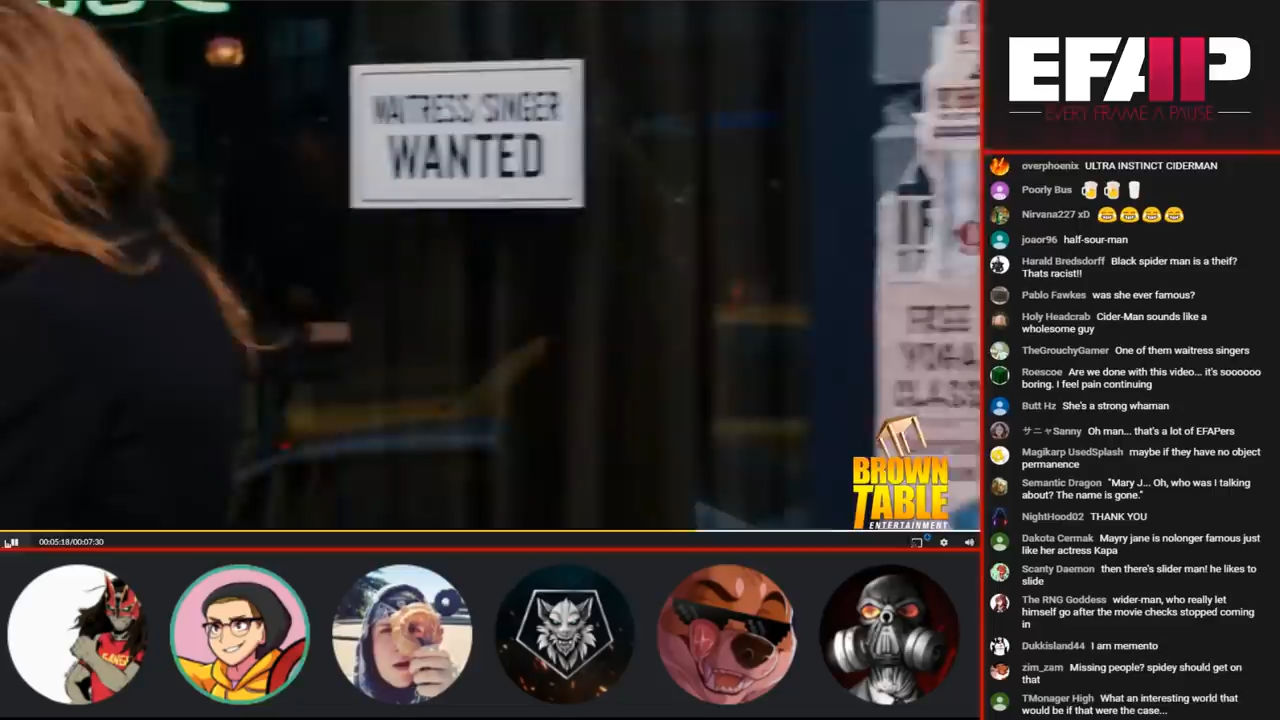 WAITRESS/SINGER
WANTED
FREE
YOGA
CLASS
BROWN
TABLE
ENTERTAINMENT
00:05:18/00:07:30
EFAP
EVERY FRAME A PAUSE
overphoenix ULTRA INSTINCT CIDERMAN
Poorly Bus 🍻 🍺 🥛
Nirvana227 xD 😂 😂 😂 😂
joaor96 half-sour-man
Harald Bredsdorff Black spider man is a theif?
Thats racist!!
Pablo Fawkes was she ever famous?
Holy Headcrab Cider-Man sounds like a
wholesome guy
TheGrouchyGamer One of them waitress singers
Roescoe Are we done with this video... it's soooooo
boring. I feel pain continuing
Butt Hz She's a strong whaman
サニャSanny Oh man... that's a lot of EFAPers
Magikarp UsedSplash maybe if they have no object
permanence
Semantic Dragon "Mary J... Oh, who was I talking
about? The name is gone."
NightHood02 THANK YOU
Dakota Cermak Mayry jane is nolonger famous just
like her actress Kapa
Scanty Daemon then there's slider man! he likes to
slide
The RNG Goddess wider-man, who really let
himself go after the movie checks stopped coming
in
Dukkisland44 I am memento
zim_zam Missing people? spidey should get on
that
TMonager High What an interesting world that
would be if that were the case...